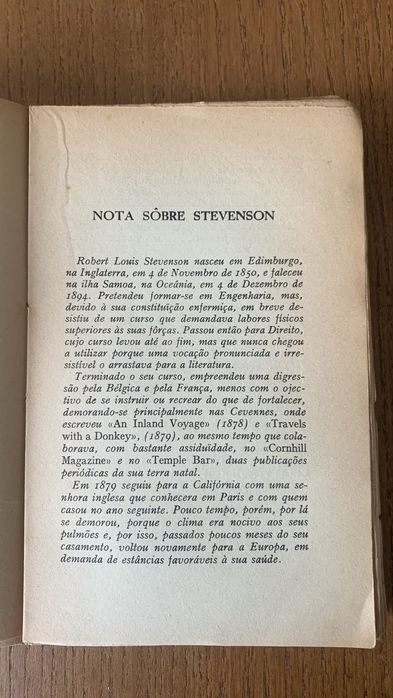 NOTA SÔBRE STEVENSON
Robert Louis Stevenson nasceu em Edimburgo,
na Inglaterra, em 4 de Novembro de 1850, e faleceu
na ilha Samoa, na Oceânia, em 4 de Dezembro de
1894. Pretendeu formar-se em Engenharia, mas,
devido à sua constituïção enfermiça, em breve de-
sistiu de um curso que demandava labores físicos
superiores às suas fôrças. Passou então para Direito,
cujo curso levou até ao fim, mas que nunca chegou
a utilizar porque uma vocação pronunciada e irre-
sistível o arrastava para a literatura.
Terminado o seu curso, empreendeu uma digres-
são pela Bélgica e pela França, menos com o ojec-
tivo de se instruir ou recrear do que de fortalecer,
demorando-se principalmente nas Cevennes, onde
escreveu «An Inland Voyage» (1878) e «Travels
with a Donkey», (1879), ao mesmo tempo que cola-
borava, com bastante assiduïdade, no «Cornhill
Magazine» e no «Temple Bar», duas publicações
periódicas da sua terra natal.
Em 1879 seguiu para a Califórnia com uma se-
nhora inglesa que conhecera em Paris e com quem
casou no ano seguinte. Pouco tempo, porém, por lá
se demorou, porque o clima era nocivo aos seus
pulmões e, por isso, passados poucos meses do seu
casamento, voltou novamente para a Europa, em
demanda de estâncias favoráveis à sua saúde.